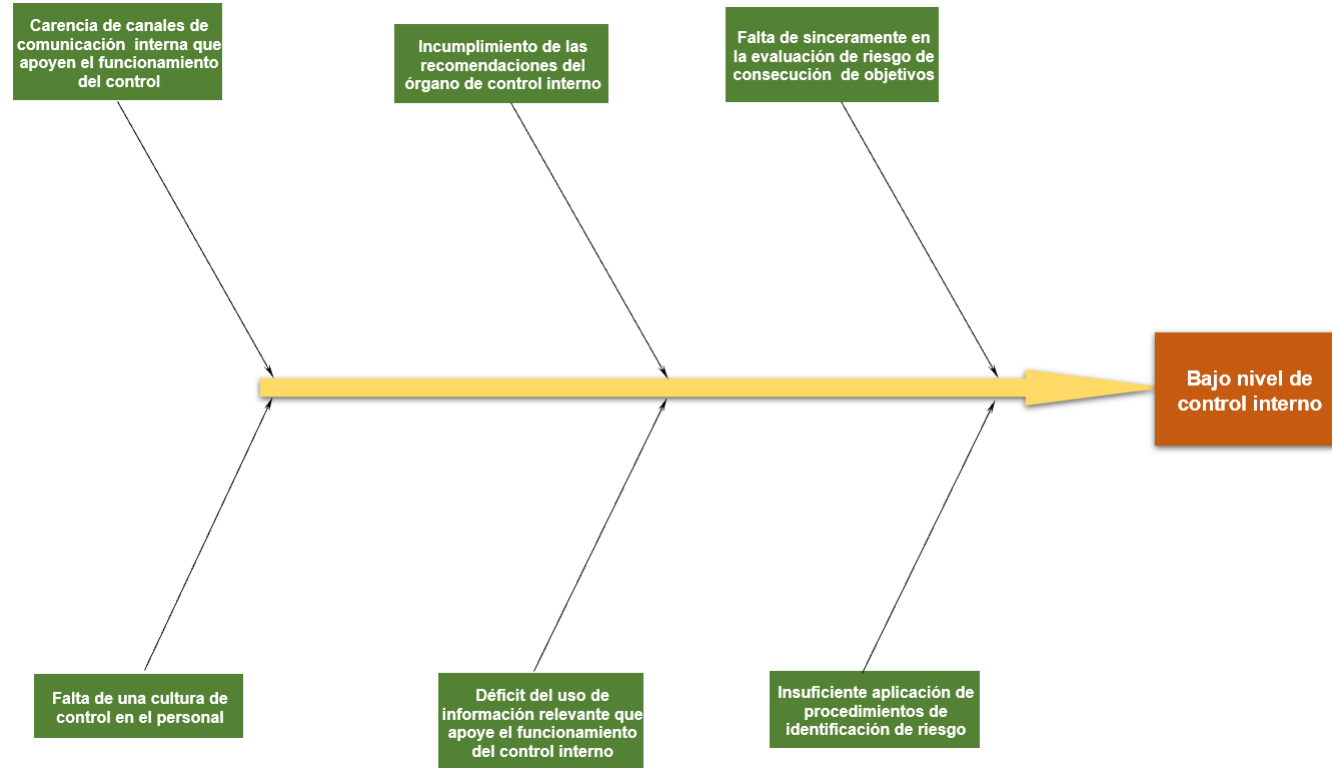 Carencia de canales de
comunicación interna que
apoyen el funcionamiento
del control
Incumplimiento de las
recomendaciones del
órgano de control interno
Falta de sinceramente en
la evaluación de riesgo de
consecución de objetivos
Bajo nivel de
control interno
Falta de una cultura de
control en el personal
Déficit del uso de
información relevante que
apoye el funcionamiento
del control interno
Insuficiente aplicación de
procedimientos de
identificación de riesgo